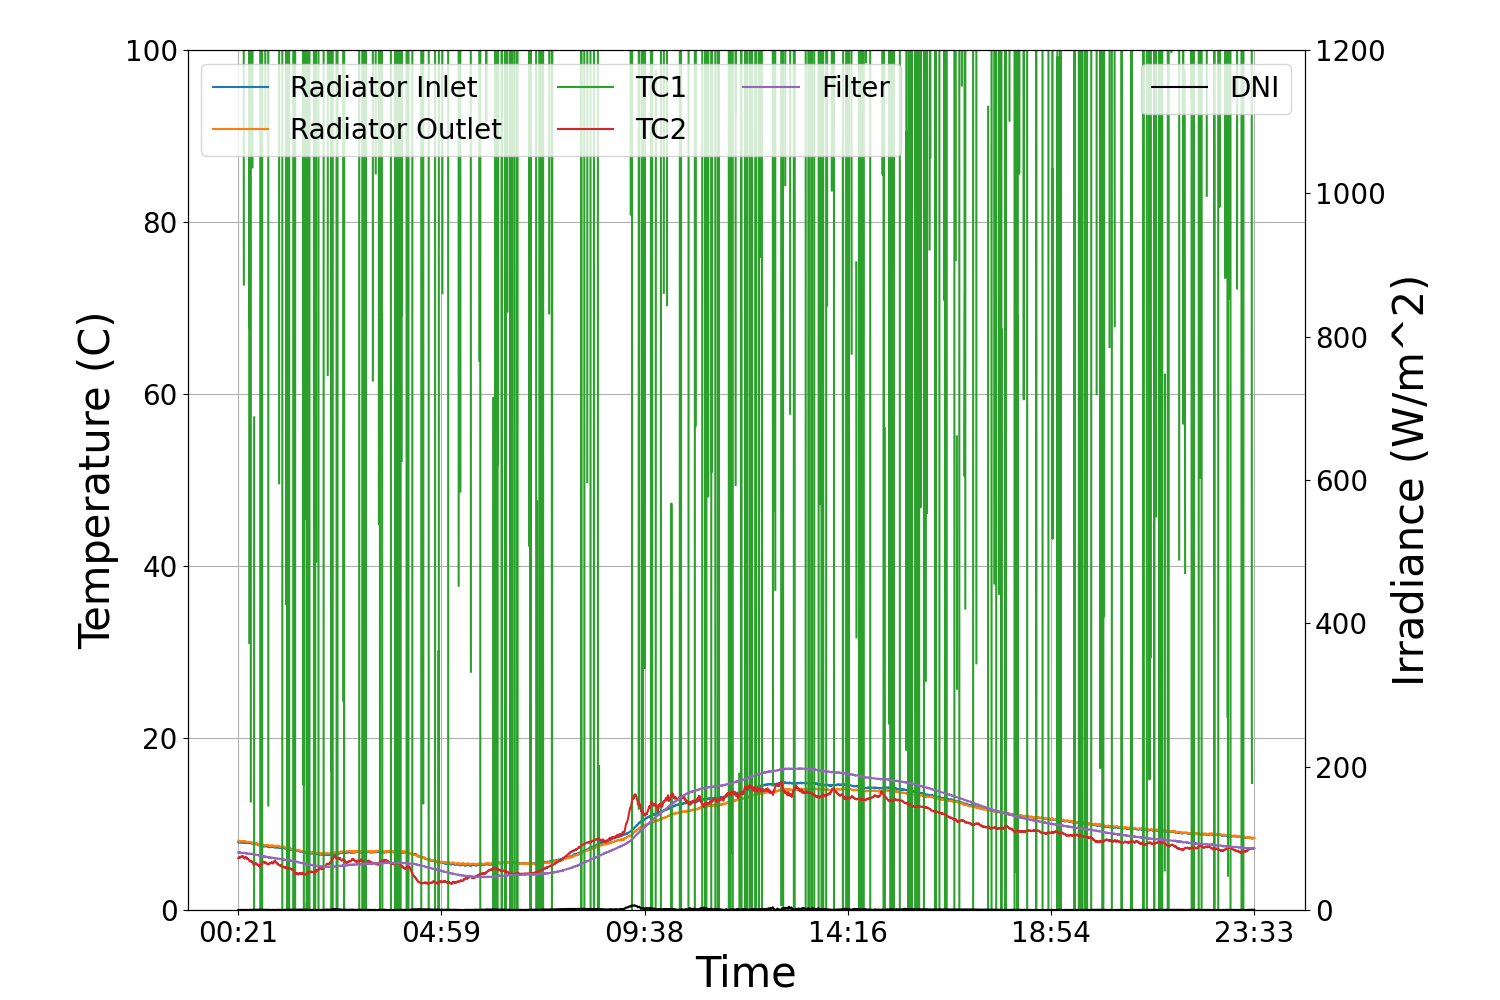 100
80
60
40
20
0
Temperature (C)
Radiator Inlet
Radiator Outlet
TC1
TC2
Filter
DNI
1200
1000
800
600
400
200
0
Irradiance (W/m^2)
00:21 04:59 09:38 14:16 18:54 23:33
Time